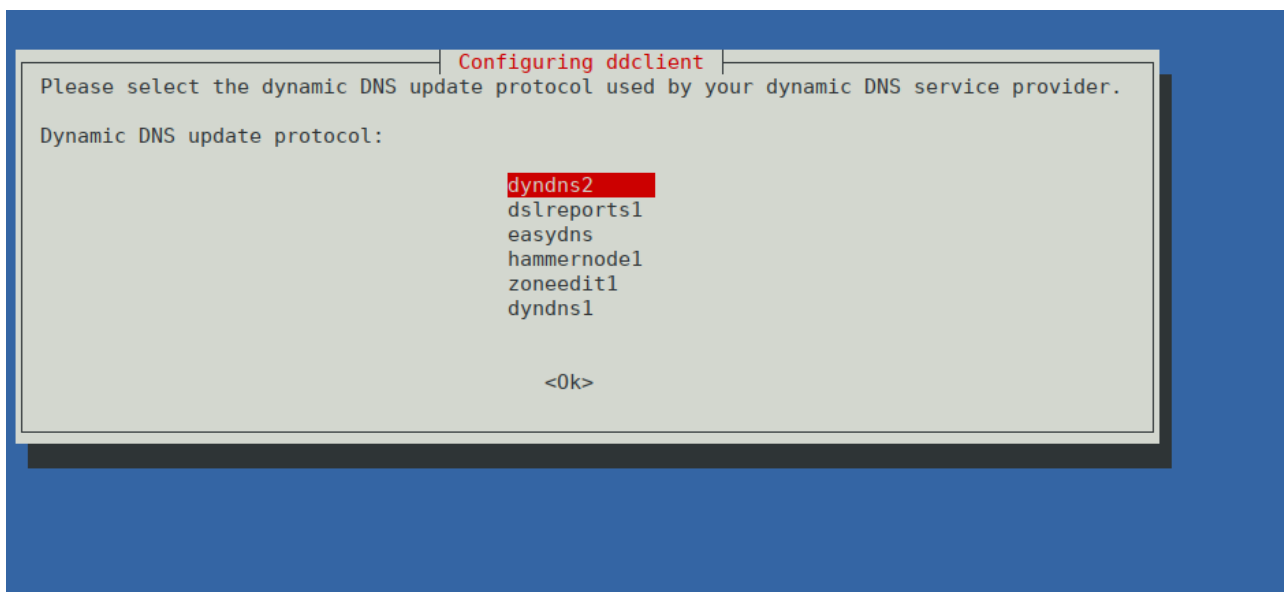 Configuring ddclient
Please select the dynamic DNS update protocol used by your dynamic DNS service provider.
Dynamic DNS update protocol:
dyndns2
dslreports1
easydns
hammernode1
zoneedit1
dyndns1
<Ok>